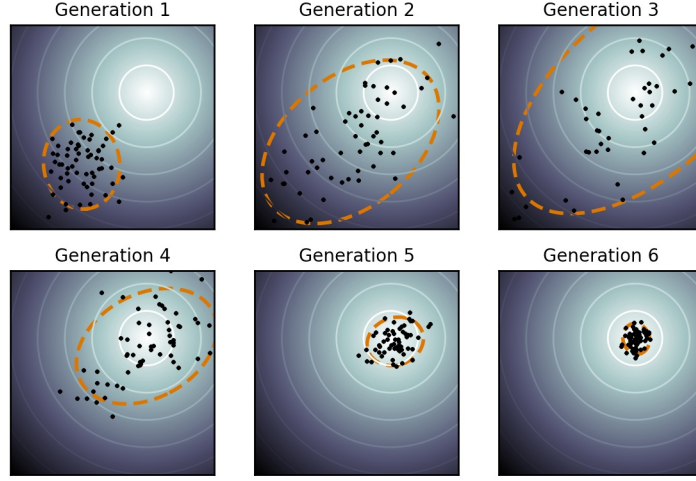 Generation 1
Generation 2
Generation 3
Generation 4
Generation 5
Generation 6